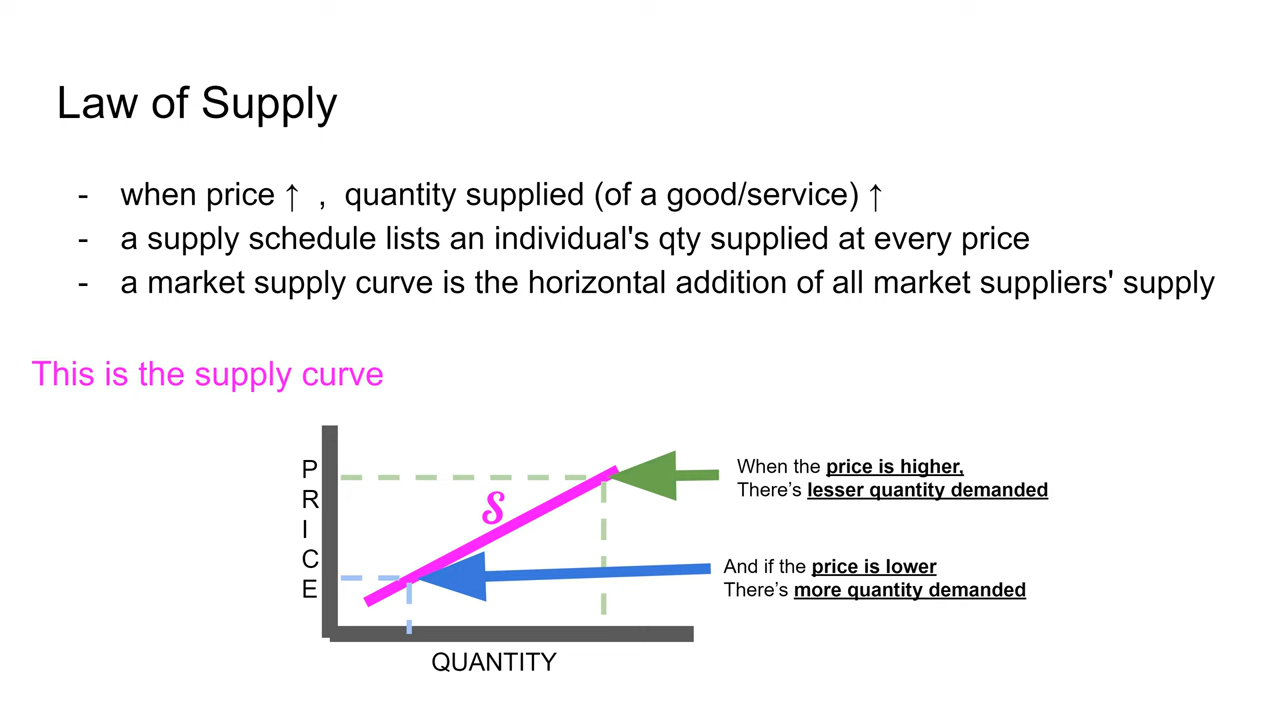 Law of Supply
- when price ↑ , quantity supplied (of a good/service) ↑
- a supply schedule lists an individual's qty supplied at every price
- a market supply curve is the horizontal addition of all market suppliers' supply
This is the supply curve
P
R
I
C
E
S
When the price is higher,
There’s lesser quantity demanded
And if the price is lower
There’s more quantity demanded
QUANTITY